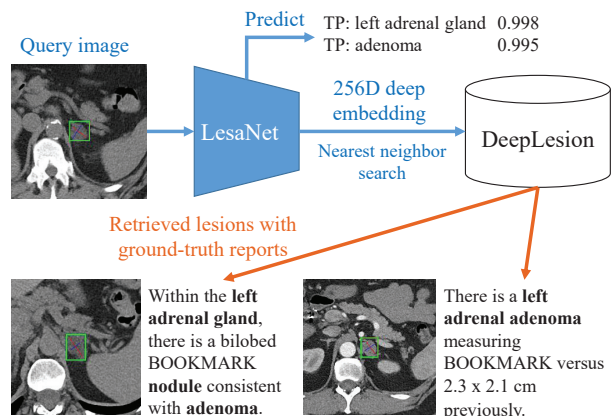 Predict
TP: left adrenal gland 0.998
TP: adenoma 0.995
Query image
LesaNet
256D deep
embedding
Nearest neighbor
search
DeepLesion
Retrieved lesions with
ground-truth reports
Within the left
adrenal gland,
there is a bilobed
BOOKMARK
nodule consistent
with adenoma.
There is a left
adrenal adenoma
measuring
BOOKMARK versus
2.3 x 2.1 cm
previously.